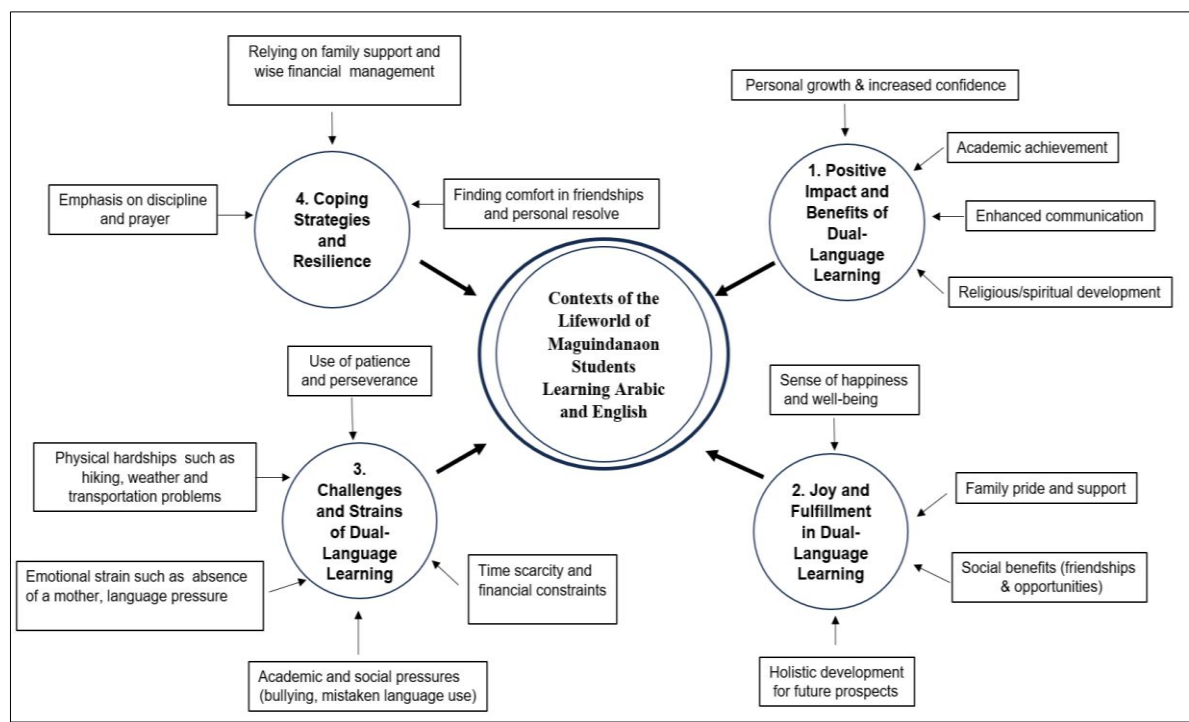 Relying on family support and
wise financial management
Emphasis on discipline
and prayer
4. Coping
Strategies
and
Resilience
Finding comfort in friendships
and personal resolve
Personal growth & increased confidence
1. Positive
Impact and
Benefits of
Dual-
Language
Learning
Academic achievement
Enhanced communication
Religious/spiritual development
Contexts of the
Lifeworld of
Maguindanaon
Students
Learning Arabic
and English
Use of patience
and perseverance
Physical hardships such as
hiking, weather and
transportation problems
3.
Challenges
and Strains
of Dual-
Language
Learning
Emotional strain such as absence
of a mother, language pressure
Time scarcity and
financial constraints
Academic and social pressures
(bullying, mistaken language use)
Sense of happiness
and well-being
2. Joy and
Fulfillment
in Dual-
Language
Learning
Family pride and support
Social benefits (friendships
& opportunities)
Holistic development
for future prospects